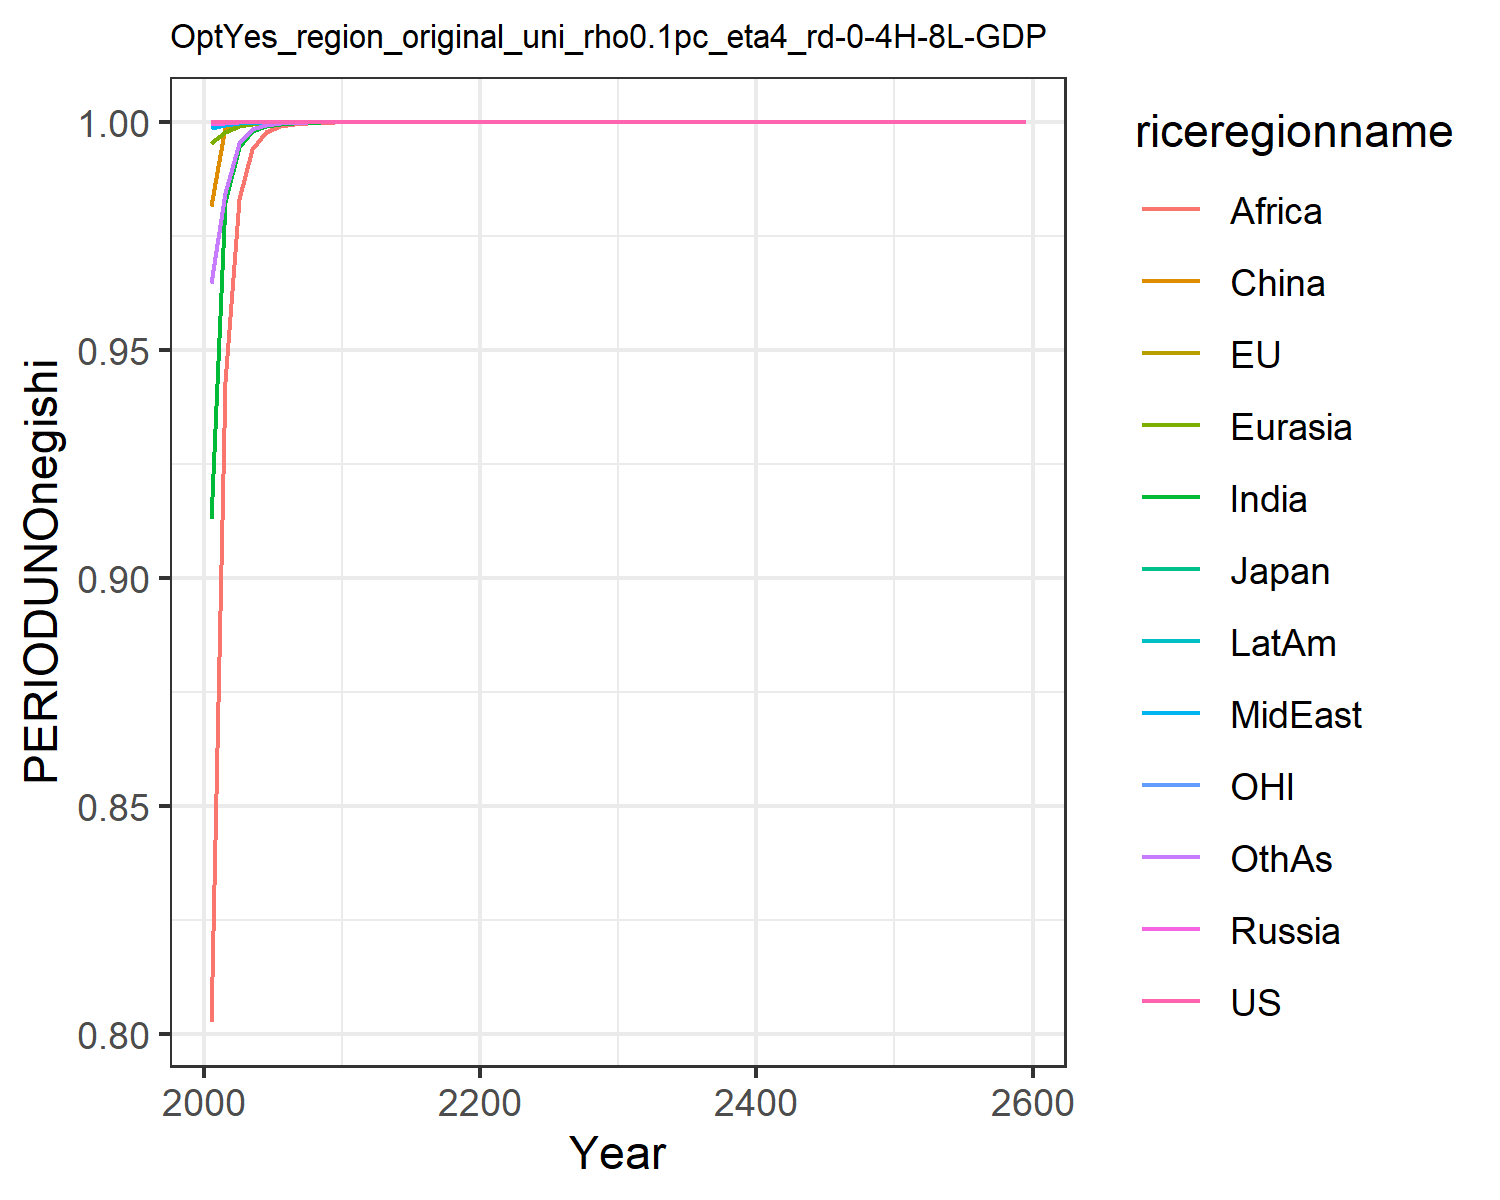 OptYes_region_original_uni_rho0.1pc_eta4_rd-0-4H-8L-GDP
PERIODUNOnegishi
1.00
0.95
0.90
0.85
0.80
2000
2200
2400
2600
Year
riceregionname
Africa
China
EU
Eurasia
India
Japan
LatAm
MidEast
OHI
OthAs
Russia
US